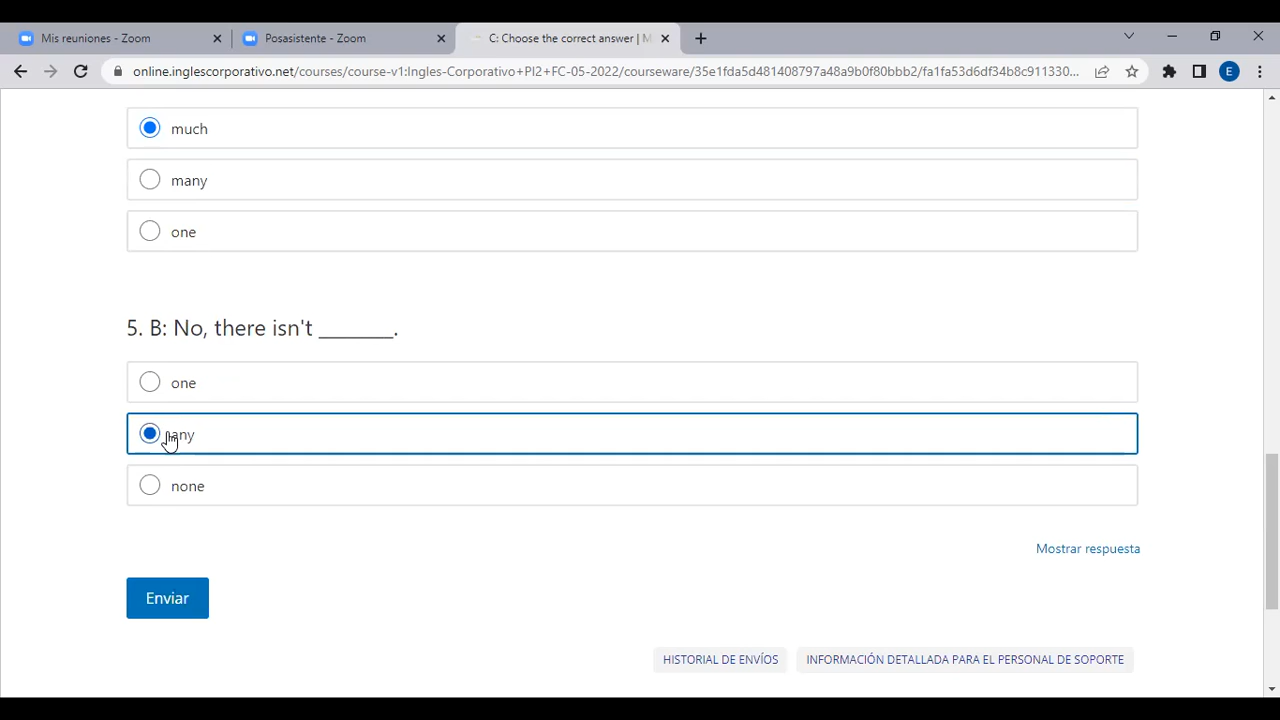 Mis reuniones - Zoom
Posasistente - Zoom
C: Choose the correct answer | M
online.inglescorporativo.net/courses/course-v1:Ingles-Corporativo+PI2+FC-05-2022/courseware/35e1fda5d481408797a48a9b0f80bbb2/fa1fa53d6df34b8c911330...
E
much
many
one
5. B: No, there isn't ________.
one
any
none
Mostrar respuesta
Enviar
HISTORIAL DE ENVÍOS
INFORMACIÓN DETALLADA PARA EL PERSONAL DE SOPORTE